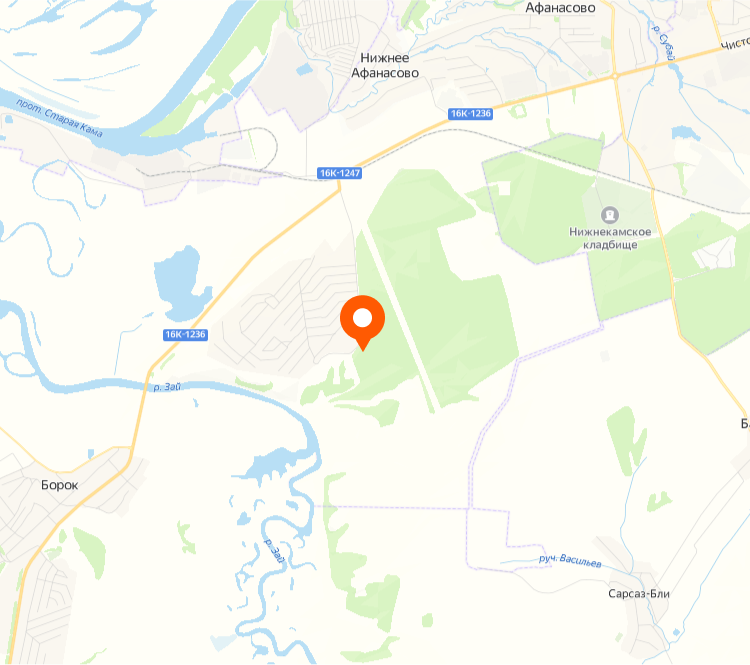 Афанасово
р. Субай
Чисто
Нижнее
Афанасово
прот. Старая Кама
16К-1236
16К-1247
Нижнекамское
кладбище
16К-1236
р. Зай
Б
Борок
р. Зай
руч. Васильев
Сарсаз-Бли